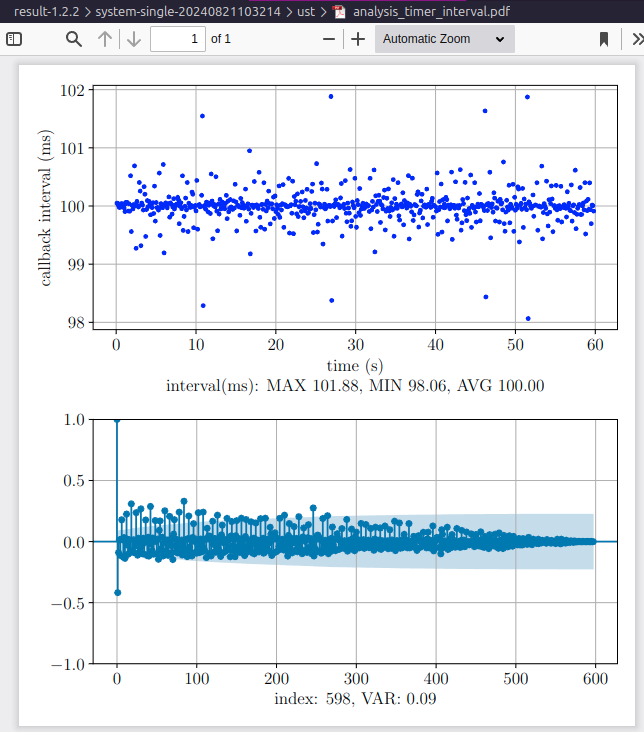 result-1.2.2 > system-single-20240821103214 > ust > analysis_timer_interval.pdf
1 of 1 Automatic Zoom
102
101
100
99
98
callback interval (ms)
0 10 20 30 40 50 60
time (s)
interval(ms): MAX 101.88, MIN 98.06, AVG 100.00
1.0
0.5
0.0
−0.5
−1.0
0 100 200 300 400 500 600
index: 598, VAR: 0.09